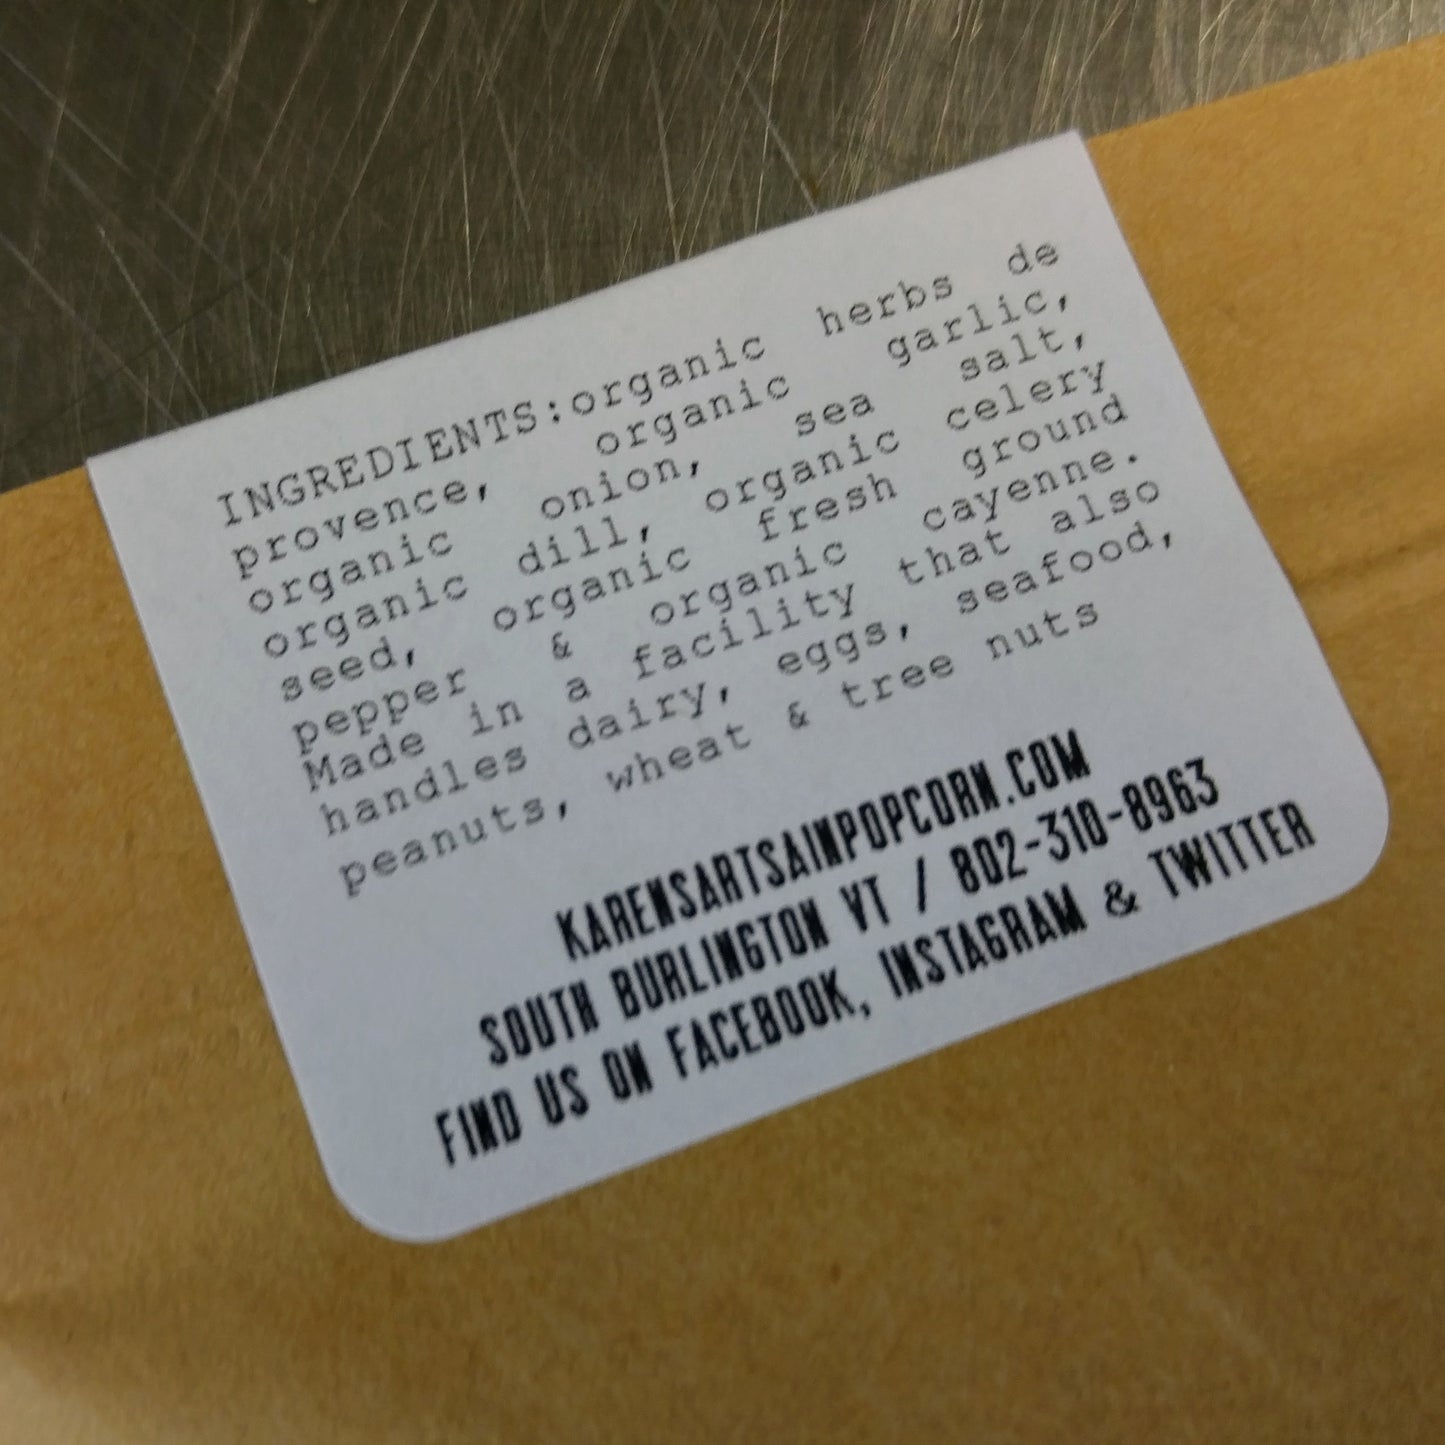 INGREDIENTS:organic herbs de
provence, organic garlic,
organic onion, sea salt,
organic dill, organic celery
seed, organic fresh ground
pepper & organic cayenne.
Made in a facility that also
handles dairy, eggs, seafood,
peanuts, wheat & tree nuts
KARENSARTSAINPOPCORN.COM
SOUTH BURLINGTON VT / 802-310-8963
FIND US ON FACEBOOK, INSTAGRAM & TWITTER